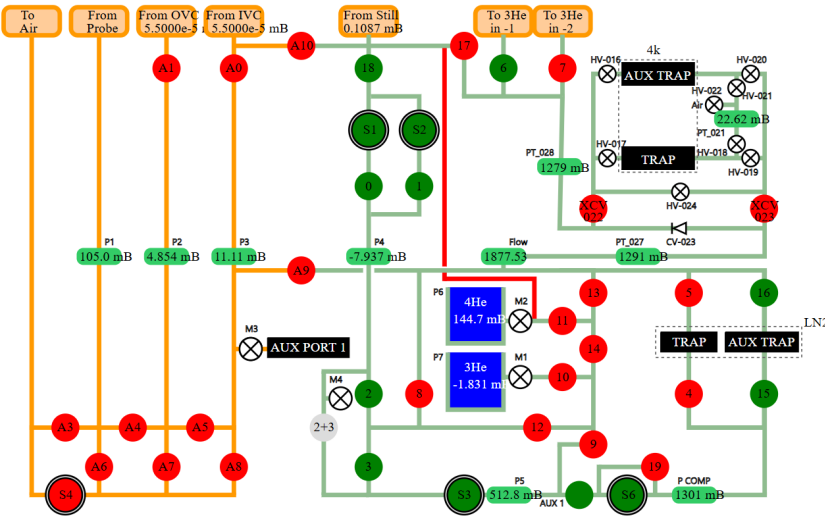 To
Air
From
Probe
From OVC
5.5000e-5 r
From IVC
5.5000e-5 mB
From Still
0.1087 mB
To 3He
in -1
To 3He
in -2
A10
17
A1
A0
18
6
7
4k
HV-016
AUX TRAP
HV-020
HV-022
HV-021
Air
22.62 mB
S1
S2
PT_021
HV-017
TRAP
HV-018
HV-019
PT_028
1279 mB
0
1
HV-024
XCV
022
XCV
023
CV-023
P1
105.0 mB
P2
4.854 mB
P3
11.11 mB
P4
-7.937 mB
Flow
1877.53
PT_027
1291 mB
A9
P6
4He
144.7 mB
M2
13
5
16
11
M3
AUX PORT 1
14
TRAP
AUX TRAP
LN2
P7
3He
-1.831 m
M1
10
M4
2
8
4
15
2+3
A3
A4
A5
12
9
A6
A7
A8
3
19
S4
S3
P5
512.8 mB
AUX 1
S6
P COMP
1301 mB